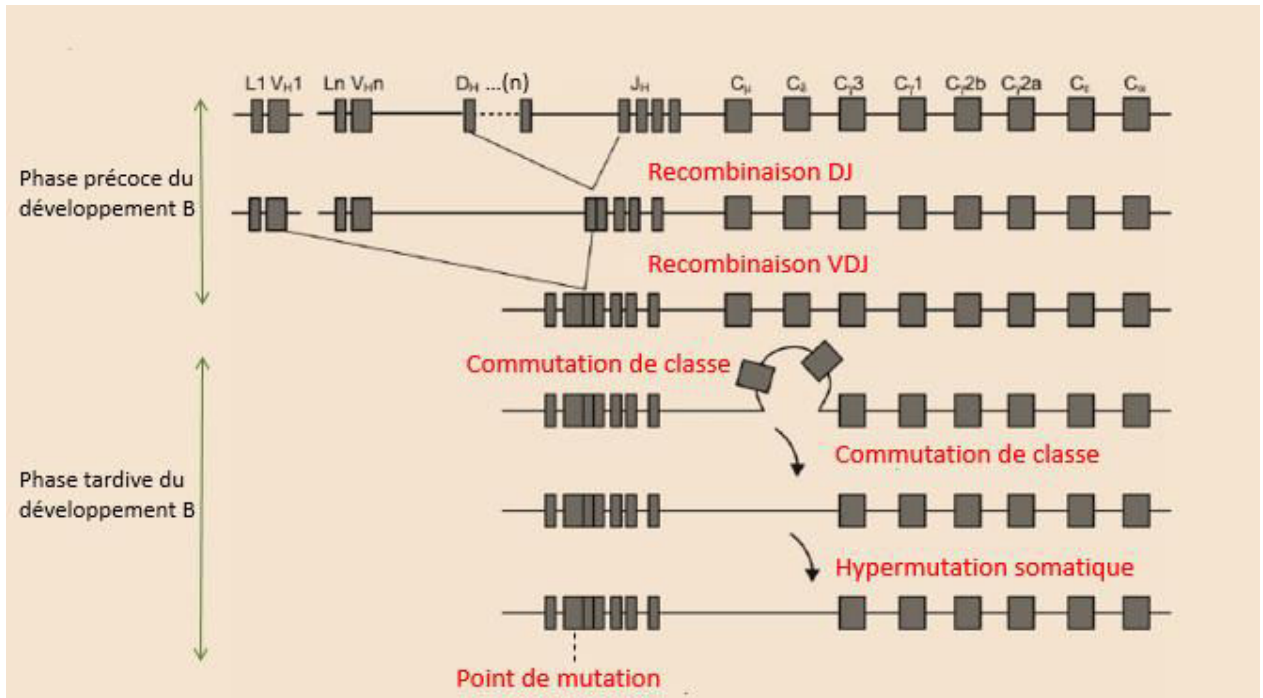 L1 VH1 Ln VHn DH ...(n) JH Cμ Cδ Cγ3 Cγ1 Cγ2b Cγ2a Cε Cα
Recombinaison DJ
Phase précoce du
développement B
Recombinaison VDJ
Commutation de classe
Commutation de classe
Phase tardive du
développement B
Hypermutation somatique
Point de mutation